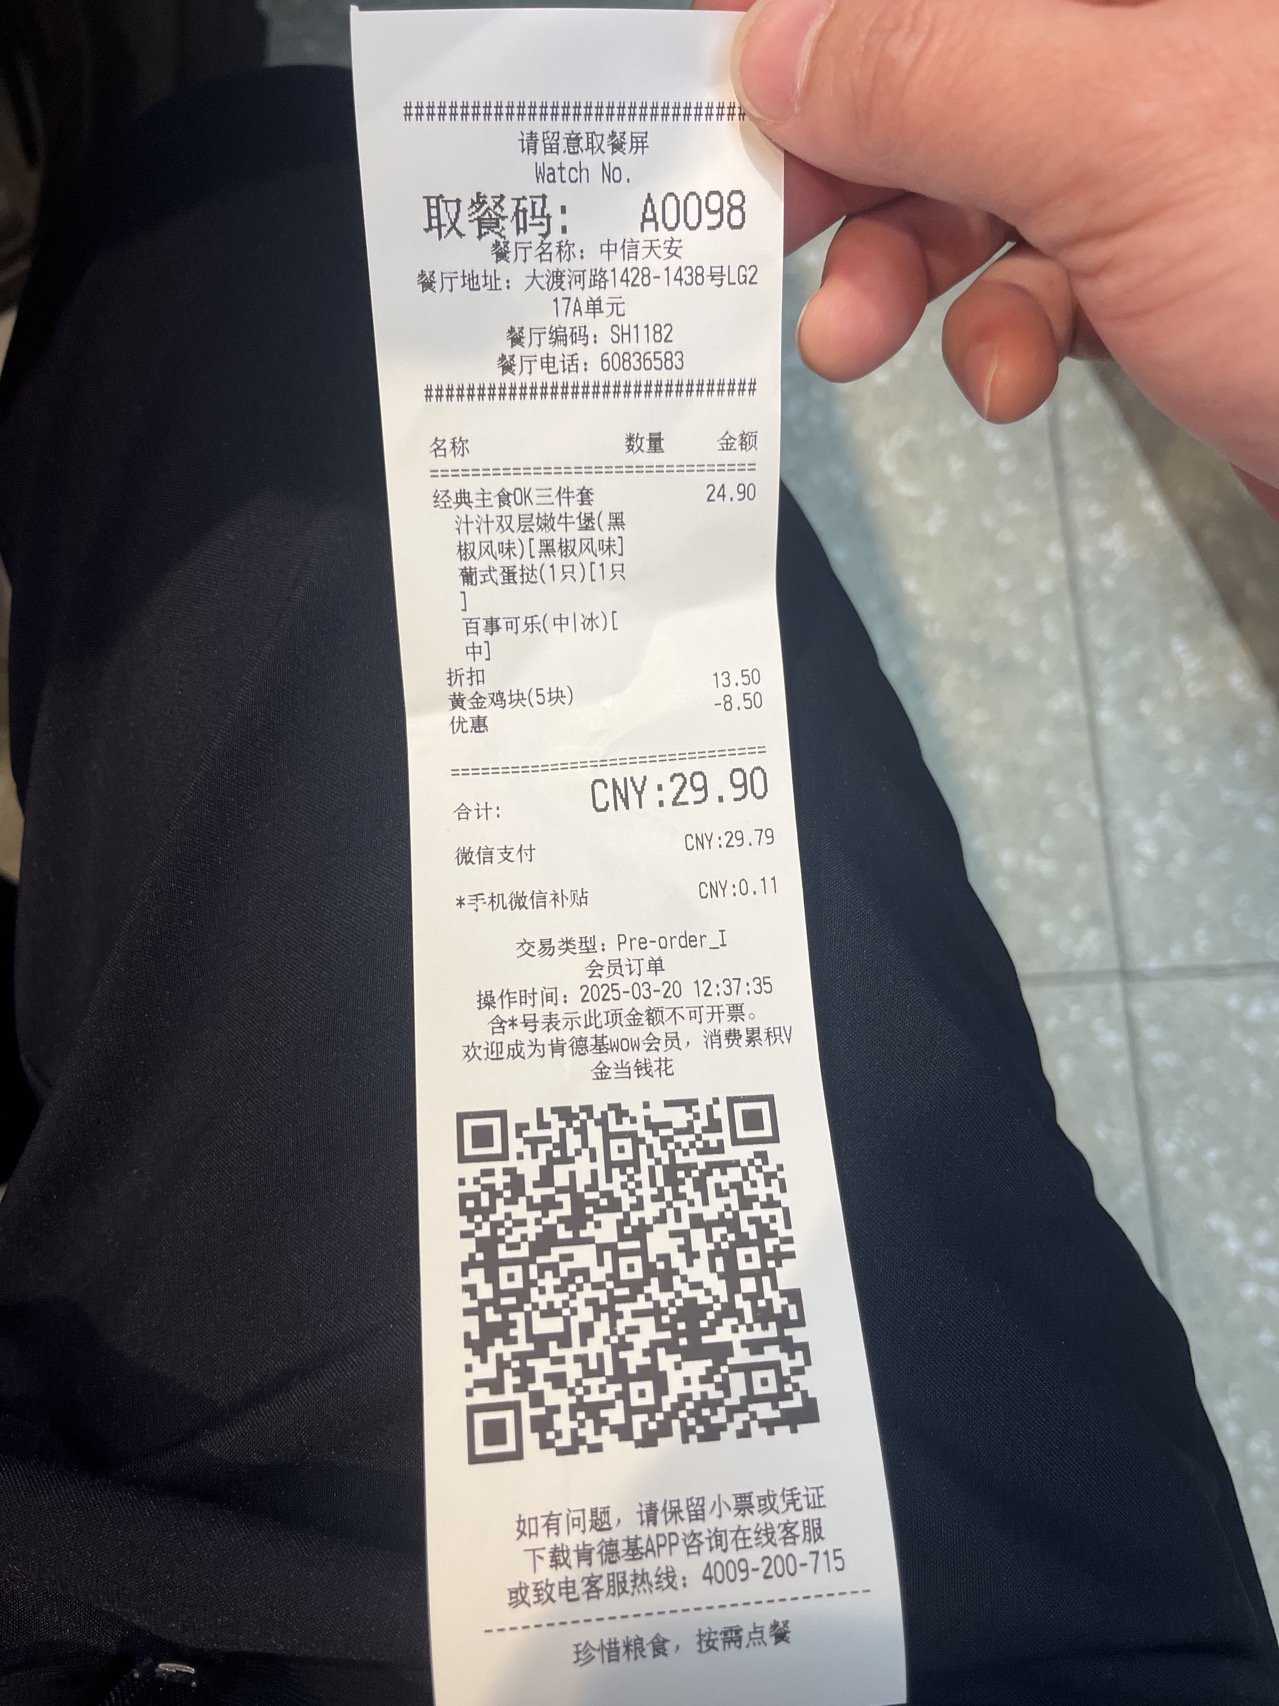 ##############################
请留意取餐屏
Watch No.
取餐码： A0098
餐厅名称：中信天安
餐厅地址：大渡河路1428-1438号LG2
17A单元
餐厅编码：SH1182
餐厅电话：60836583
##############################
名称 数量 金额
================================
经典主食OK三件套 24.90
汁汁双层嫩牛堡(黑
椒风味)[黑椒风味]
葡式蛋挞(1只)[1只
]
百事可乐(中|冰)[
中]
折扣 13.50
黄金鸡块(5块) -8.50
优惠
================================
合计： CNY:29.90
微信支付 CNY:29.79
*手机微信补贴 CNY:0.11
交易类型：Pre-order_I
会员订单
操作时间：2025-03-20 12:37:35
含*号表示此项金额不可开票。
欢迎成为肯德基wow会员，消费累积V
金当钱花
如有问题，请保留小票或凭证
下载肯德基APP咨询在线客服
或致电客服热线：4009-200-715
--------------------------------
珍惜粮食，按需点餐